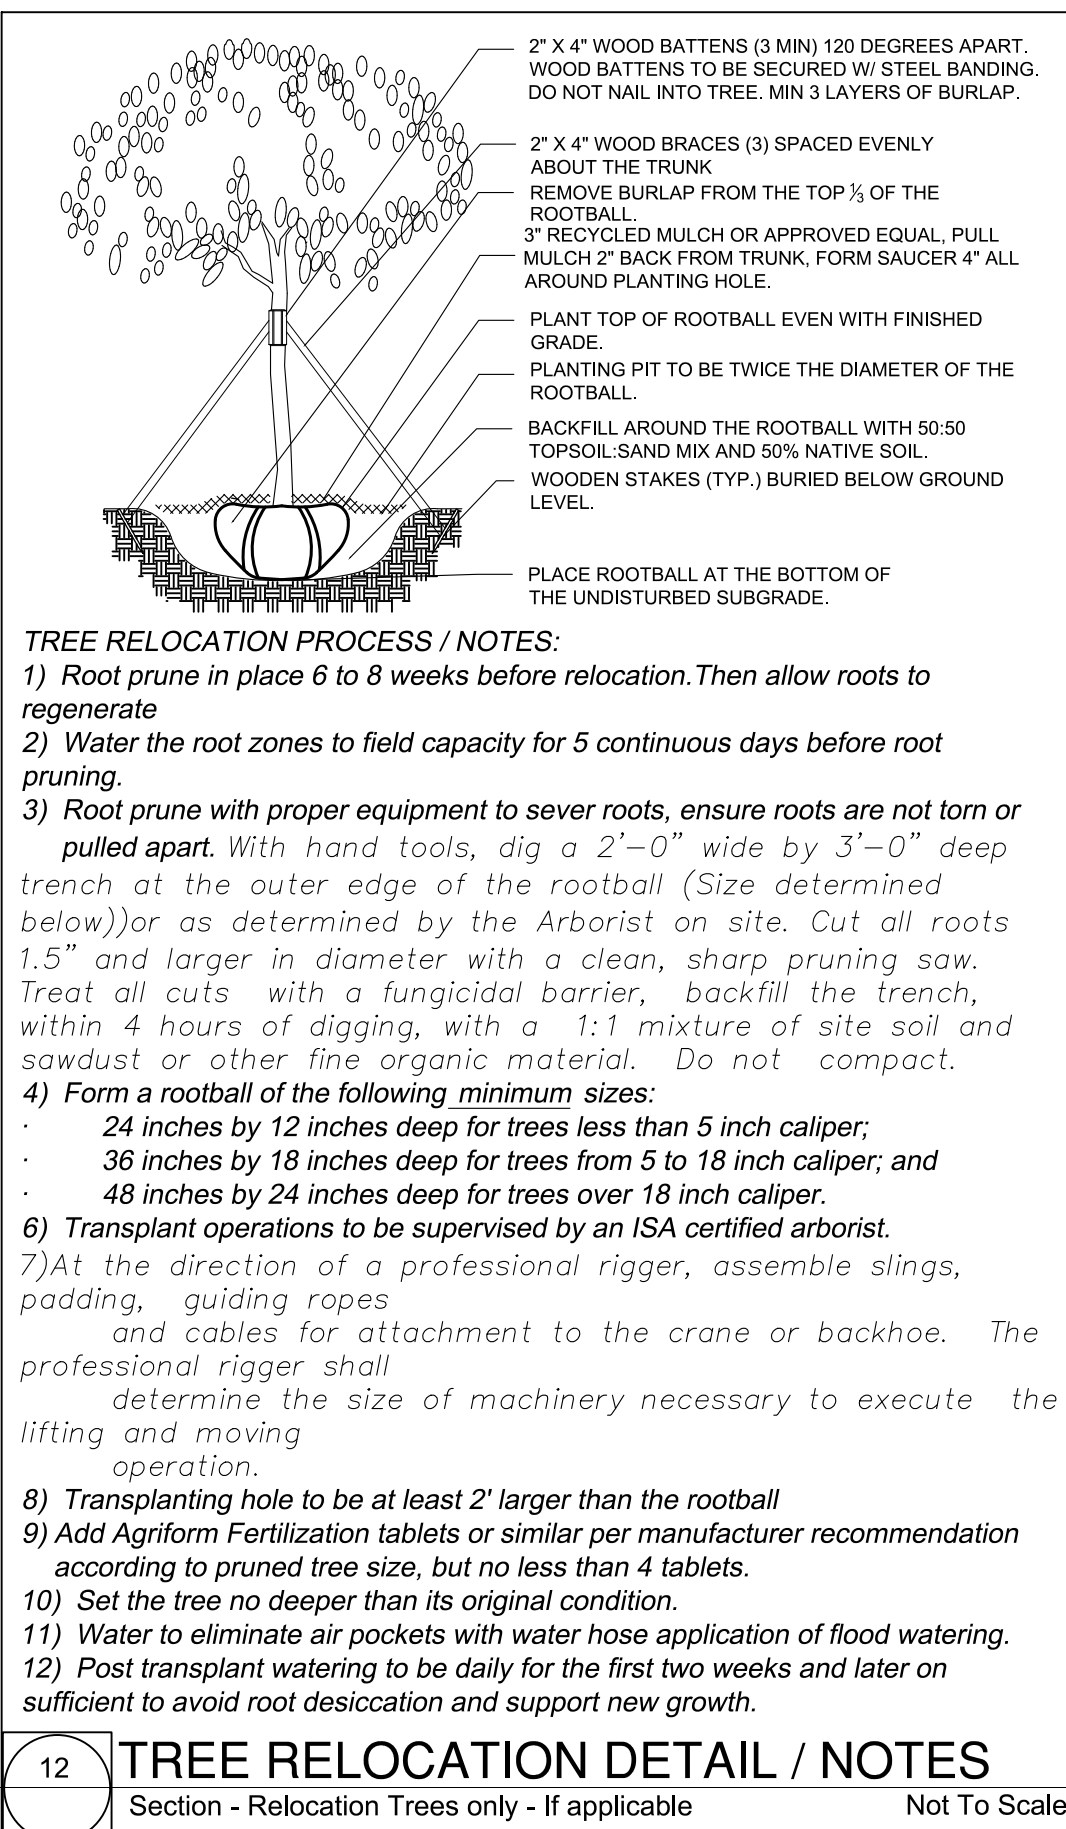 2" X 4" WOOD BATTENS (3 MIN) 120 DEGREES APART.
WOOD BATTENS TO BE SECURED W/ STEEL BANDING.
DO NOT NAIL INTO TREE. MIN 3 LAYERS OF BURLAP.
2" X 4" WOOD BRACES (3) SPACED EVENLY
ABOUT THE TRUNK
REMOVE BURLAP FROM THE TOP ⅓ OF THE
ROOTBALL.
3" RECYCLED MULCH OR APPROVED EQUAL, PULL
MULCH 2" BACK FROM TRUNK, FORM SAUCER 4" ALL
AROUND PLANTING HOLE.
PLANT TOP OF ROOTBALL EVEN WITH FINISHED
GRADE.
PLANTING PIT TO BE TWICE THE DIAMETER OF THE
ROOTBALL.
BACKFILL AROUND THE ROOTBALL WITH 50:50
TOPSOIL:SAND MIX AND 50% NATIVE SOIL.
WOODEN STAKES (TYP.) BURIED BELOW GROUND
LEVEL.
PLACE ROOTBALL AT THE BOTTOM OF
THE UNDISTURBED SUBGRADE.
TREE RELOCATION PROCESS / NOTES:
1) Root prune in place 6 to 8 weeks before relocation.Then allow roots to
regenerate
2) Water the root zones to field capacity for 5 continuous days before root
pruning.
3) Root prune with proper equipment to sever roots, ensure roots are not torn or
pulled apart. With hand tools, dig a 2'-0" wide by 3'-0" deep
trench at the outer edge of the rootball (Size determined
below))or as determined by the Arborist on site. Cut all roots
1.5" and larger in diameter with a clean, sharp pruning saw.
Treat all cuts with a fungicidal barrier, backfill the trench,
within 4 hours of digging, with a 1:1 mixture of site soil and
sawdust or other fine organic material. Do not compact.
4) Form a rootball of the following minimum sizes:
· 24 inches by 12 inches deep for trees less than 5 inch caliper;
· 36 inches by 18 inches deep for trees from 5 to 18 inch caliper; and
· 48 inches by 24 inches deep for trees over 18 inch caliper.
6) Transplant operations to be supervised by an ISA certified arborist.
7)At the direction of a professional rigger, assemble slings,
padding, guiding ropes
and cables for attachment to the crane or backhoe. The
professional rigger shall
determine the size of machinery necessary to execute the
lifting and moving
operation.
8) Transplanting hole to be at least 2' larger than the rootball
9) Add Agriform Fertilization tablets or similar per manufacturer recommendation
according to pruned tree size, but no less than 4 tablets.
10) Set the tree no deeper than its original condition.
11) Water to eliminate air pockets with water hose application of flood watering.
12) Post transplant watering to be daily for the first two weeks and later on
sufficient to avoid root desiccation and support new growth.
12 TREE RELOCATION DETAIL / NOTES
Section - Relocation Trees only - If applicable Not To Scale